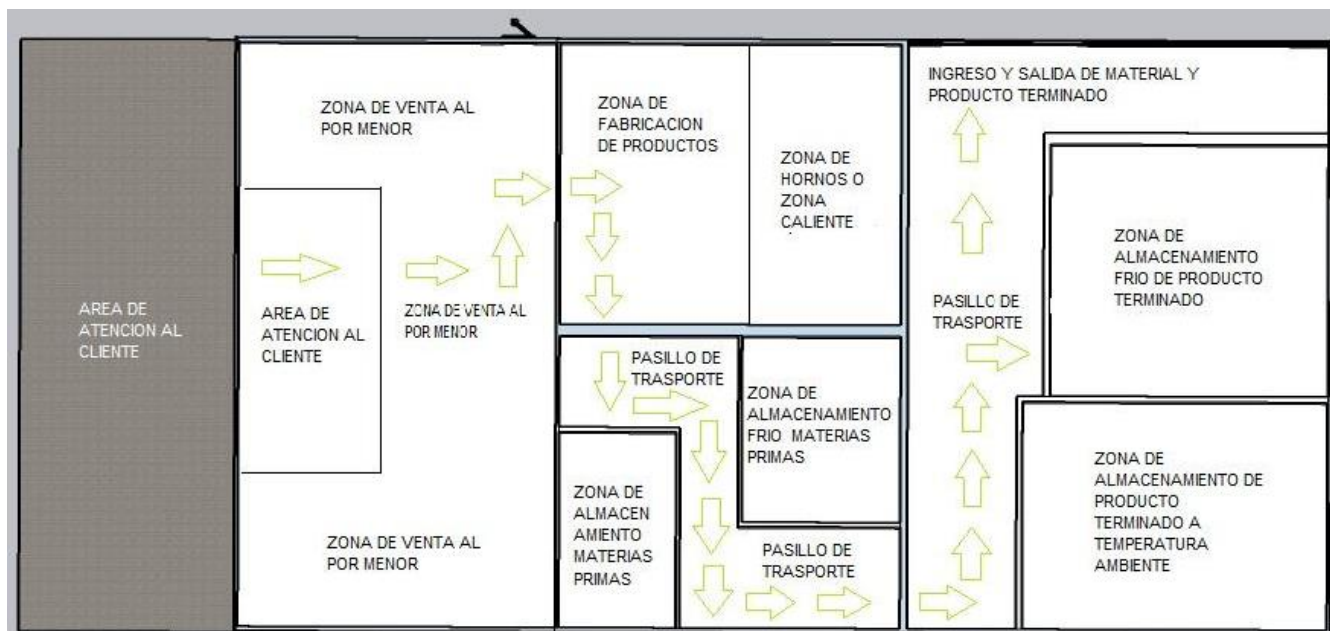 AREA DE
ATENCION AL
CLIENTE
ZONA DE VENTA AL
POR MENOR
AREA DE
ATENCION AL
CLIENTE
ZONA DE VENTA AL
POR MENOR
ZONA DE VENTA AL
POR MENOR
ZONA DE
FABRICACION
DE PRODUCTOS
ZONA DE
HORNOS O
ZONA
CALIENTE
PASILLO DE
TRASPORTE
ZONA DE
ALMACENAMIENTO
FRIO MATERIAS
PRIMAS
ZONA DE
ALMACEN
AMIENTO
MATERIAS
PRIMAS
PASILLO DE
TRASPORTE
INGRESO Y SALIDA DE MATERIAL Y
PRODUCTO TERMINADO
PASILLO DE
TRASPORTE
ZONA DE
ALMACENAMIENTO
FRIO DE PRODUCTO
TERMINADO
ZONA DE
ALMACENAMIENTO DE
PRODUCTO
TERMINADO A
TEMPERATURA
AMBIENTE